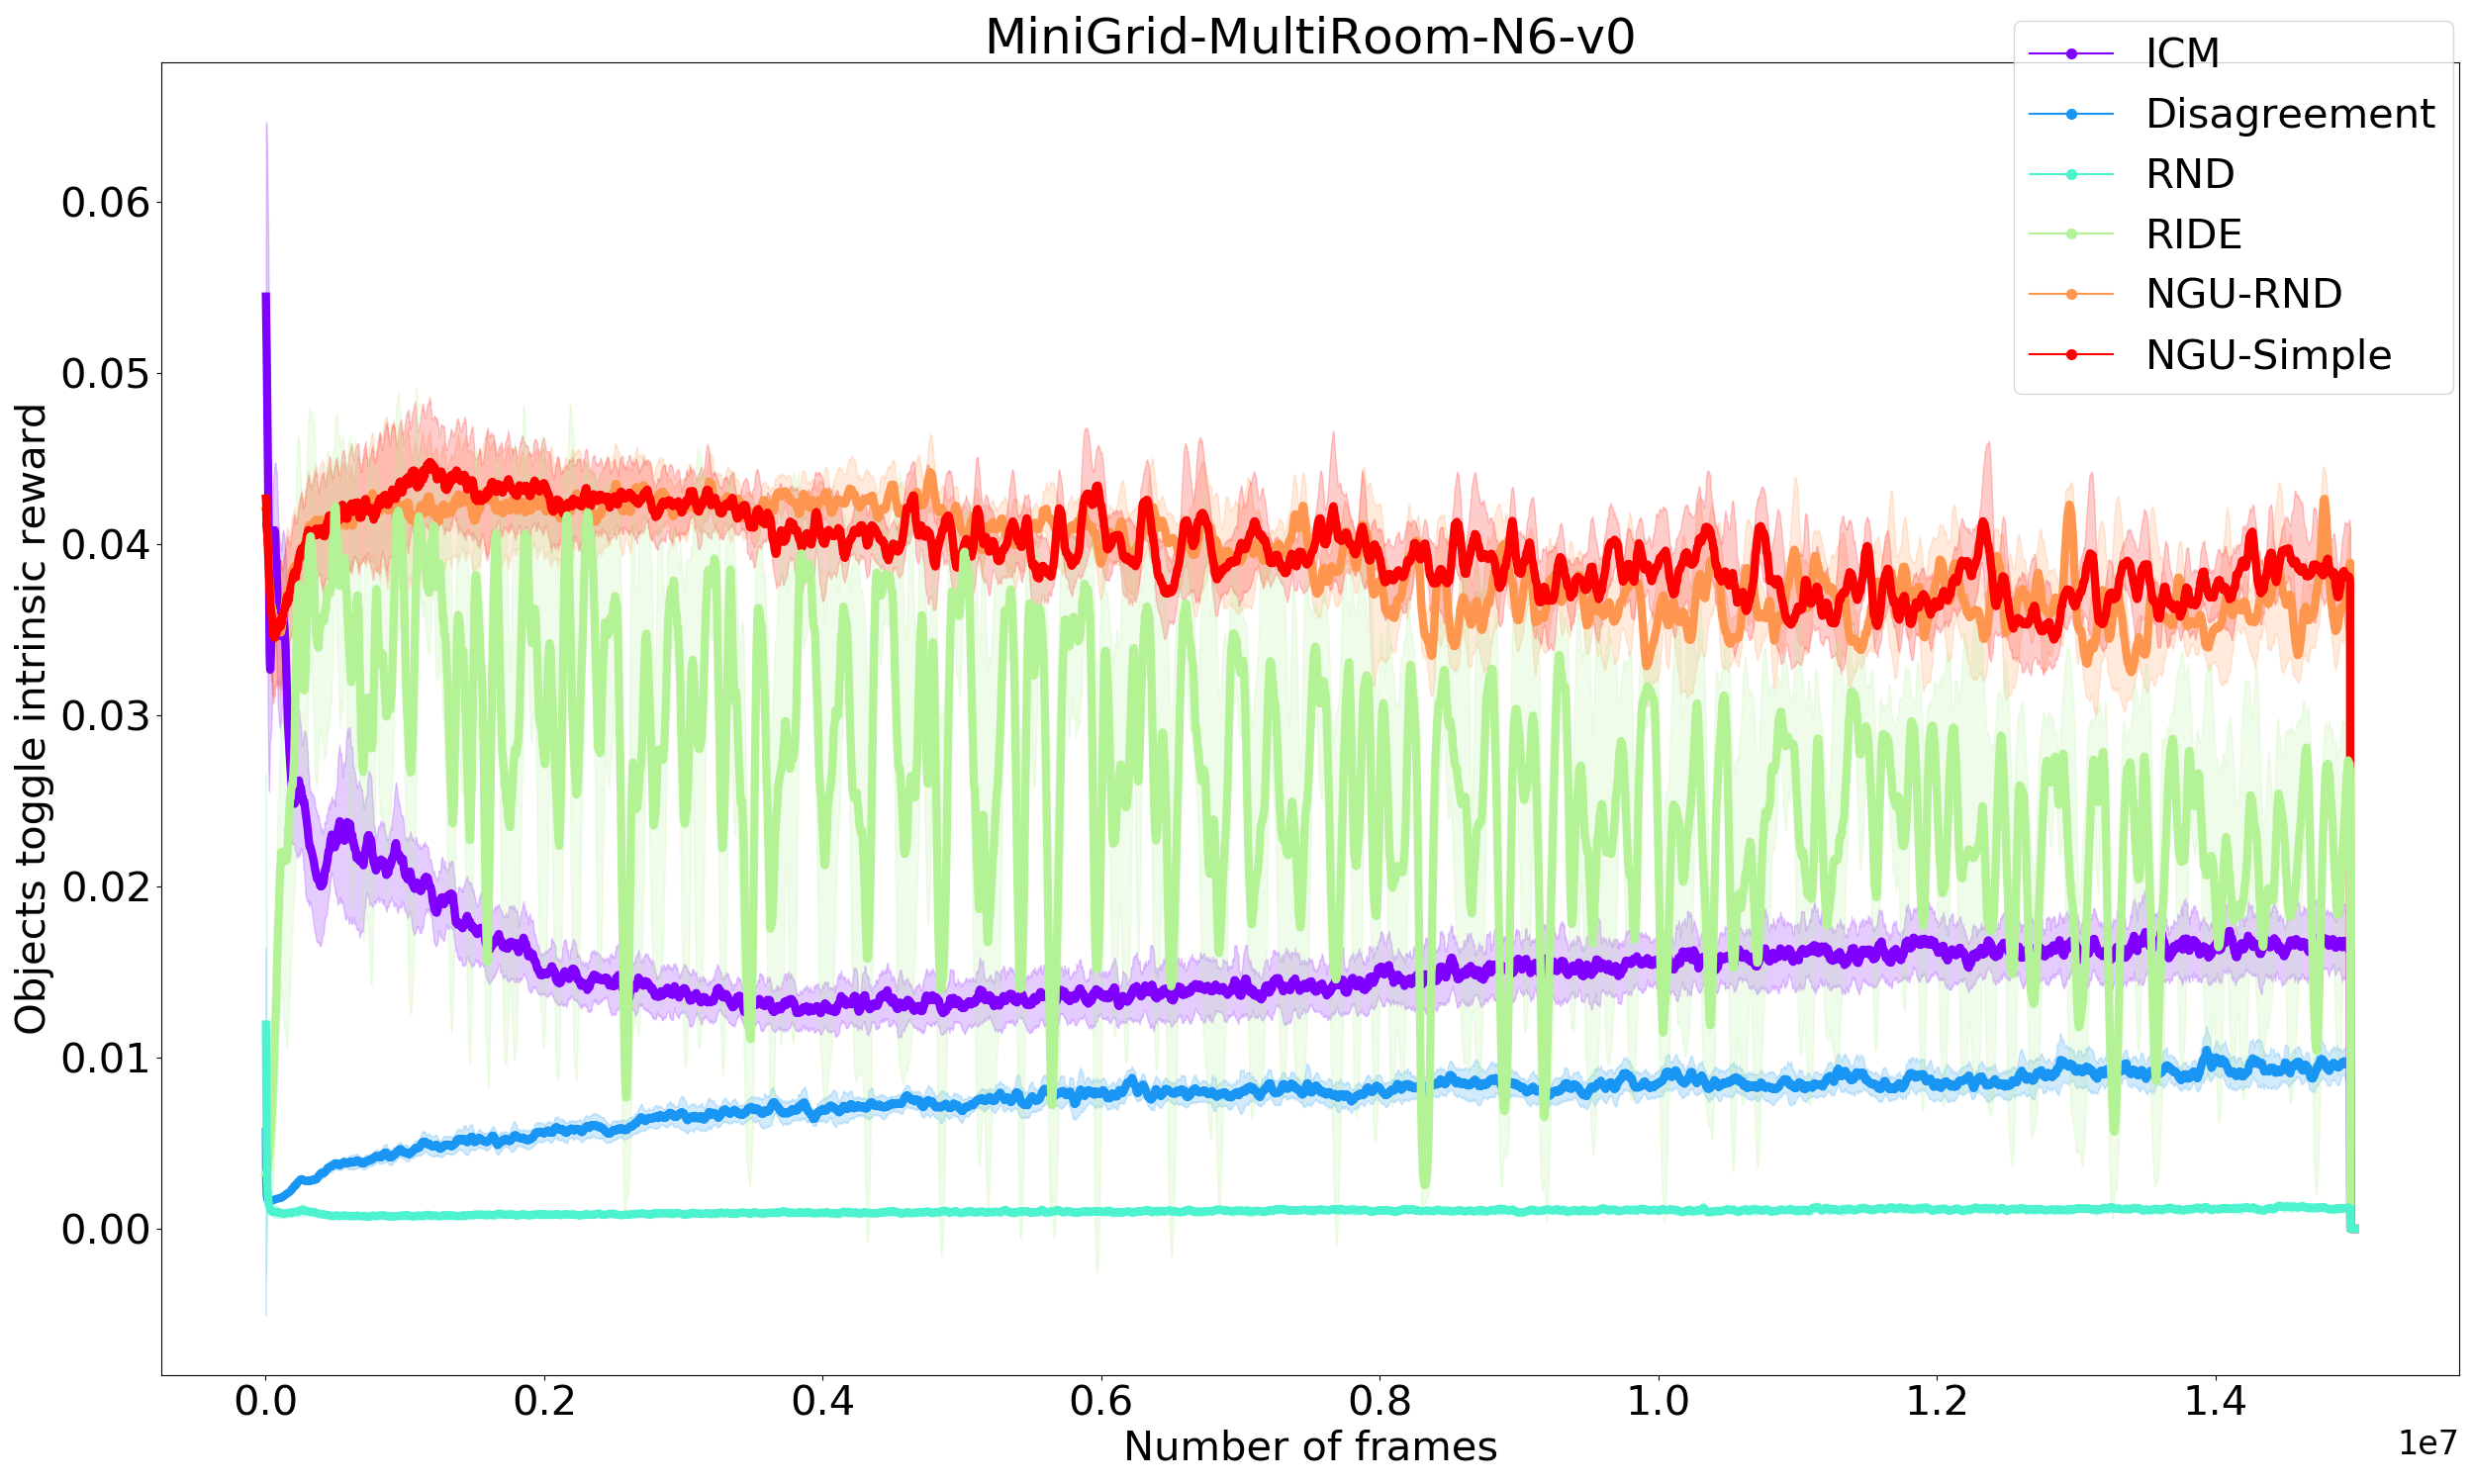 MiniGrid-MultiRoom-N6-v0
ICM
Disagreement
RND
RIDE
NGU-RND
NGU-Simple
Objects toggle intrinsic reward
0.06
0.05
0.04
0.03
0.02
0.01
0.00
0.0 0.2 0.4 0.6 0.8 1.0 1.2 1.4
1e7
Number of frames